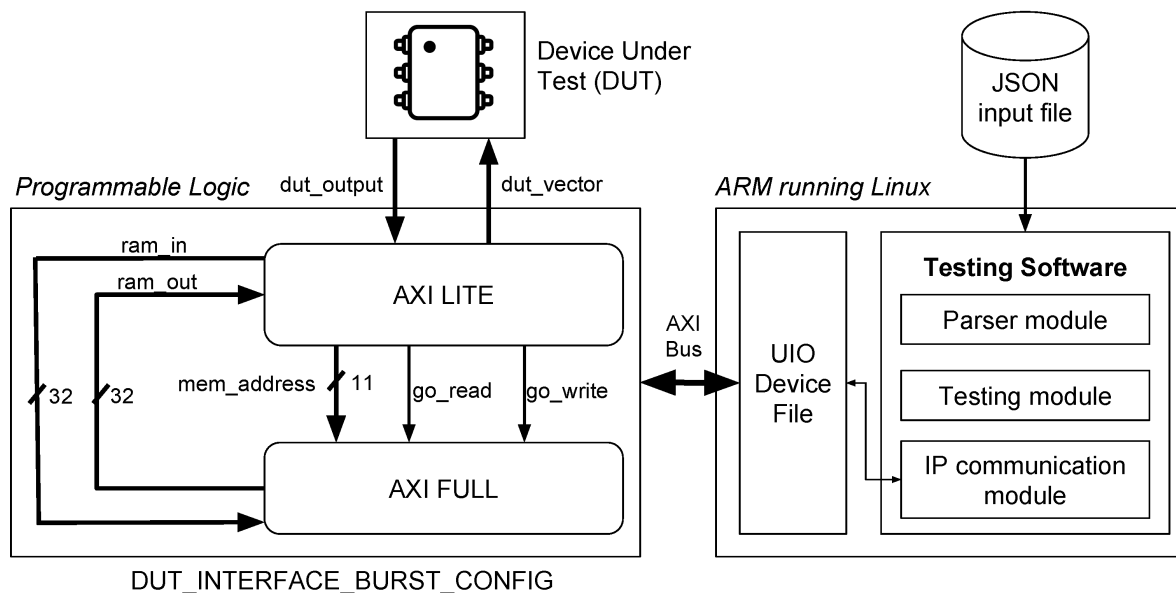 Device Under
Test (DUT)
JSON
input file
Programmable Logic
dut_output
dut_vector
ARM running Linux
ram_in
ram_out
AXI LITE
32
32
mem_address
11
go_read
go_write
AXI FULL
DUT_INTERFACE_BURST_CONFIG
AXI
Bus
UIO
Device
File
Testing Software
Parser module
Testing module
IP communication
module